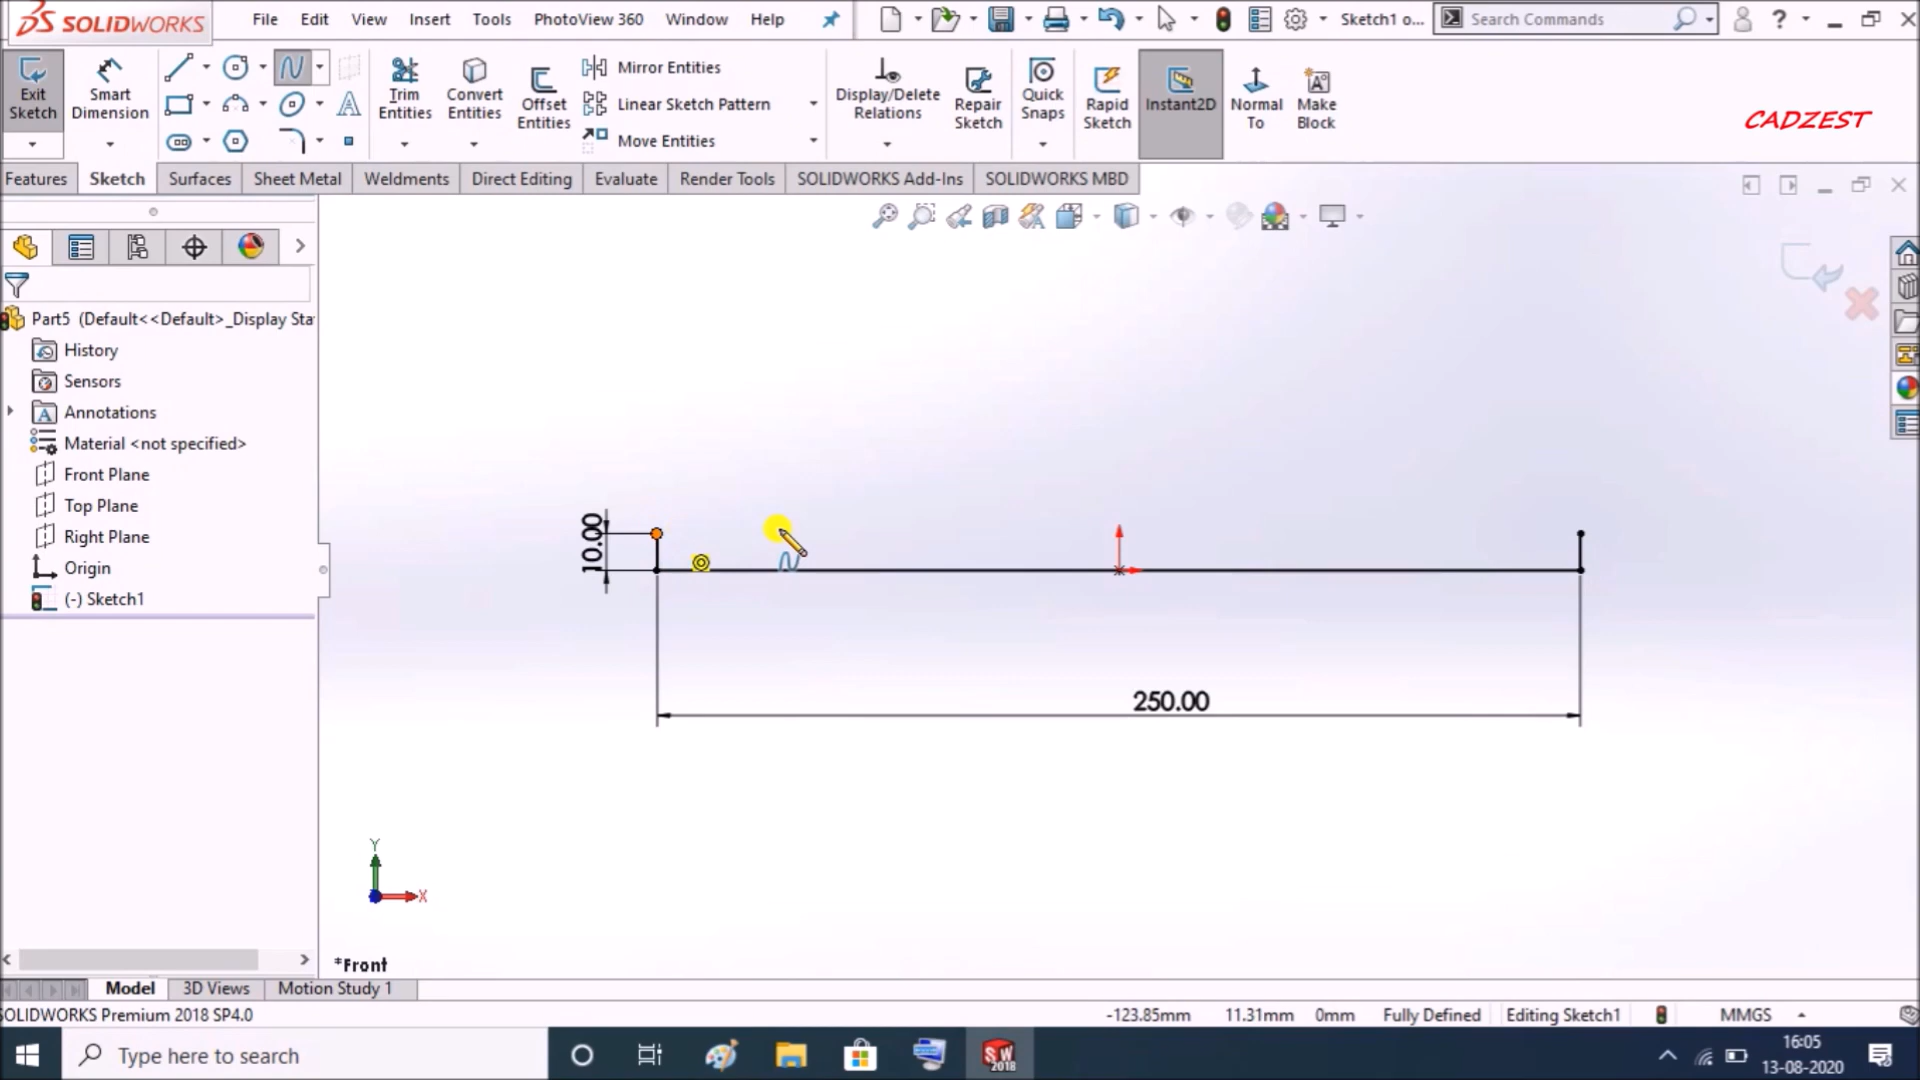 SOLIDWORKS File Edit View Insert Tools PhotoView 360 Window Help Sketch1 o... Search Commands ?
Exit Sketch
Smart Dimension
Trim Entities
Convert Entities
Offset Entities
Mirror Entities
Linear Sketch Pattern
Move Entities
Display/Delete Relations
Repair Sketch
Quick Snaps
Rapid Sketch
Instant2D
Normal To
Make Block
CADZEST
Features Sketch Surfaces Sheet Metal Weldments Direct Editing Evaluate Render Tools SOLIDWORKS Add-Ins SOLIDWORKS MBD
Part5 (Default<<Default>_Display Sta
History
Sensors
Annotations
Material <not specified>
Front Plane
Top Plane
Right Plane
Origin
(-) Sketch1
10.00
250.00
Y
X
*Front
Model 3D Views Motion Study 1
SOLIDWORKS Premium 2018 SP4.0 -123.85mm 11.31mm 0mm Fully Defined Editing Sketch1 MMGS
Type here to search
SW
2018
16:05
13-08-2020